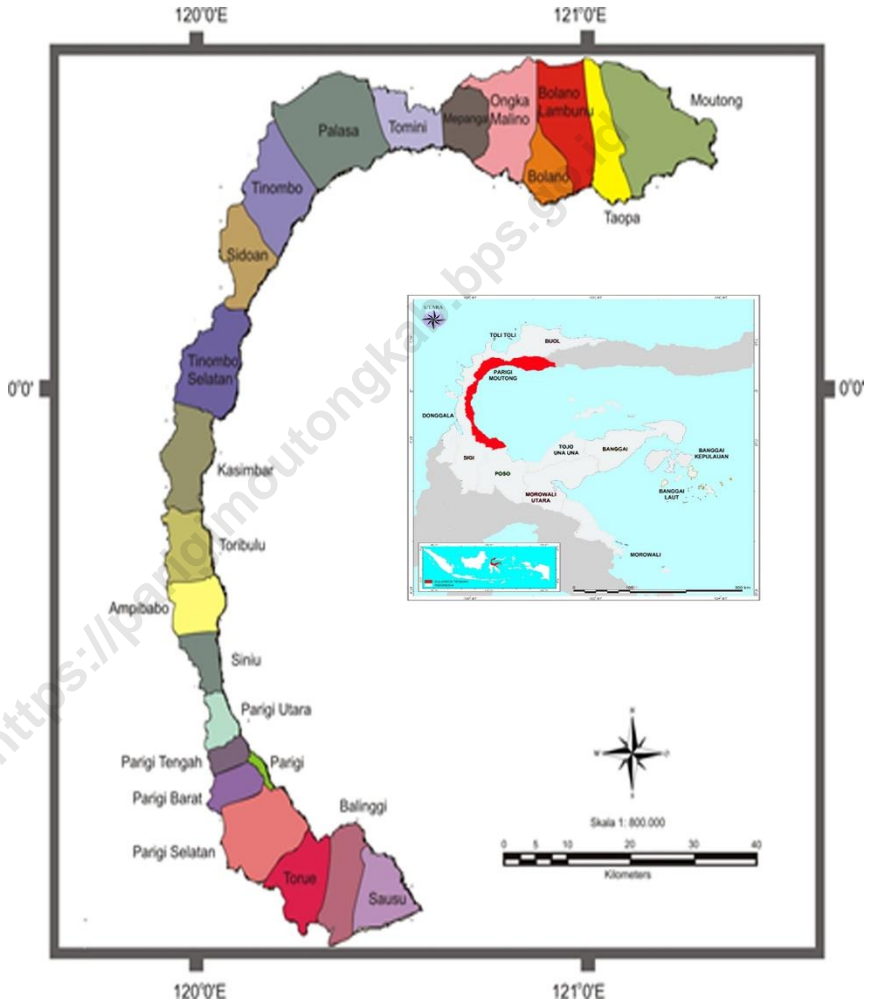 120°0'E
121°0'E
Moutong
Ongka
Malino
Bolano
Lambunu
Palasa
Tomini
Mepanga
Tinombo
Bolano
Taopa
Sidoan
Tinombo
Selatan
0°0'
0°0'
Kasimbar
Toribulu
Ampibabo
Siniu
Parigi Utara
Parigi Tengah
Parigi
Parigi Barat
Balinggi
Parigi Selatan
Torue
Sausu
UTARA
TOLI TOLI
BUOL
PARIGI
MOUTONG
DONGGALA
SIGI
POSO
TOJO
UNA UNA
BANGGAI
BANGGAI
KEPULAUAN
BANGGAI
LAUT
MOROWALI
UTARA
MOROWALI
Skala 1: 800.000
0 5 10 20 30 40
Kilometers
120°0'E
121°0'E
https://parigimoutongkab.bps.go.id